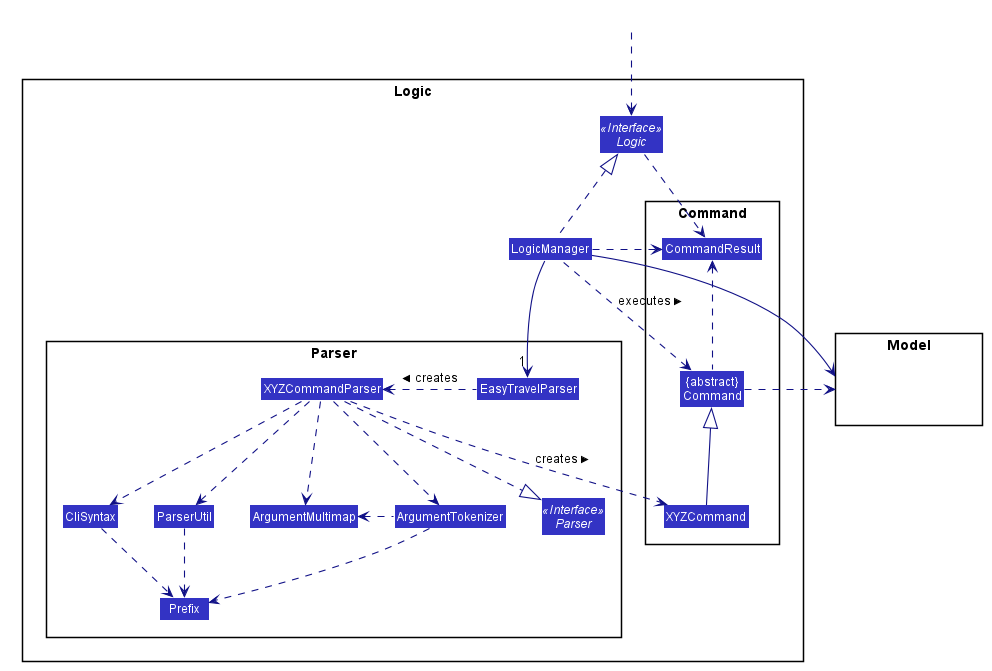 Logic
«Interface»
Logic
Command
LogicManager
CommandResult
executes ►
Model
Parser
1
◄ creates
XYZCommandParser
EasyTravelParser
{abstract}
Command
creates ►
CliSyntax
ParserUtil
ArgumentMultimap
ArgumentTokenizer
«Interface»
Parser
XYZCommand
Prefix